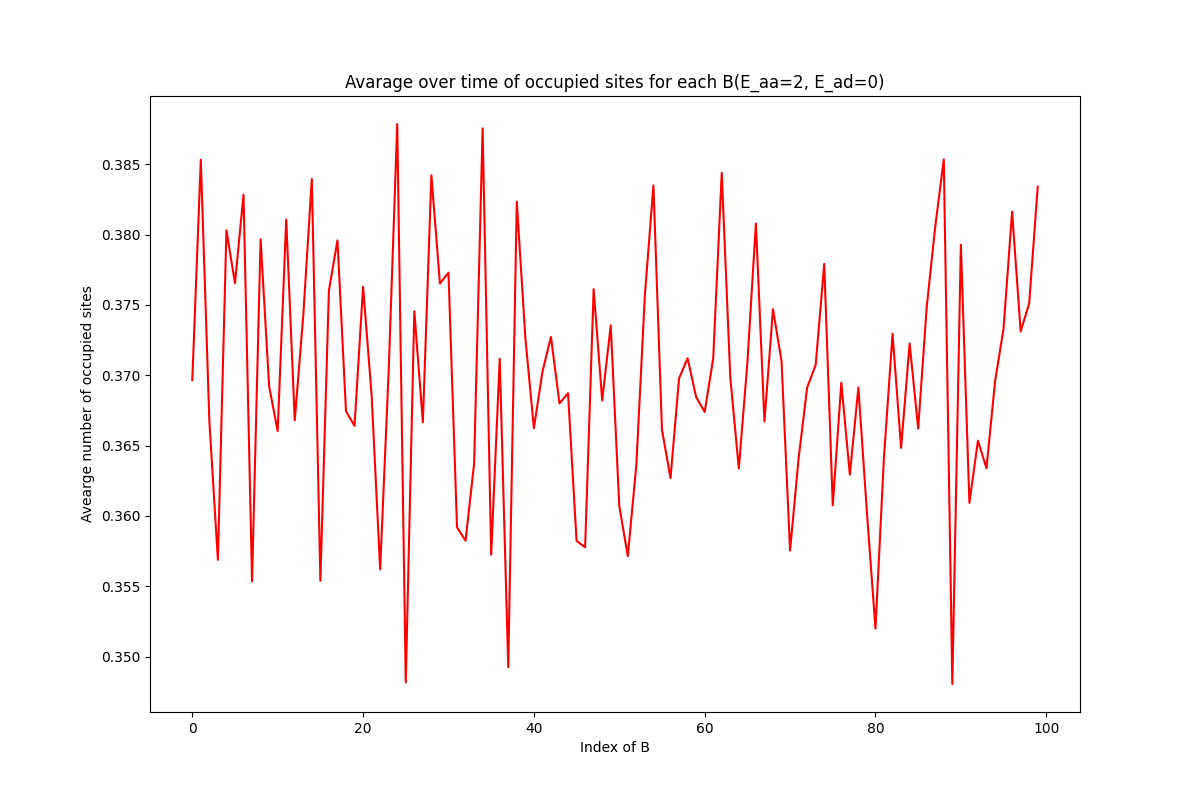 Avarage over time of occupied sites for each B(E_aa=2, E_ad=0)
0.385
0.380
0.375
0.370
0.365
0.360
0.355
0.350
Avearge number of occupied sites
0 20 40 60 80 100
Index of B